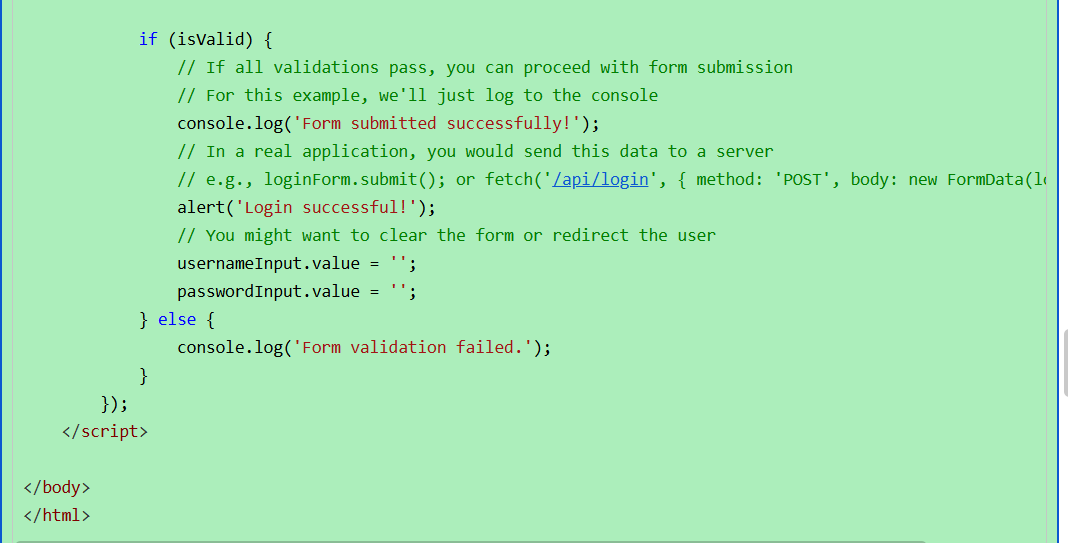 if (isValid) {
// If all validations pass, you can proceed with form submission
// For this example, we'll just log to the console
console.log('Form submitted successfully!');
// In a real application, you would send this data to a server
// e.g., loginForm.submit(); or fetch('/api/login', { method: 'POST', body: new FormData(
alert('Login successful!');
// You might want to clear the form or redirect the user
usernameInput.value = '';
passwordInput.value = '';
} else {
console.log('Form validation failed.');
}
});
</script>
</body>
</html>